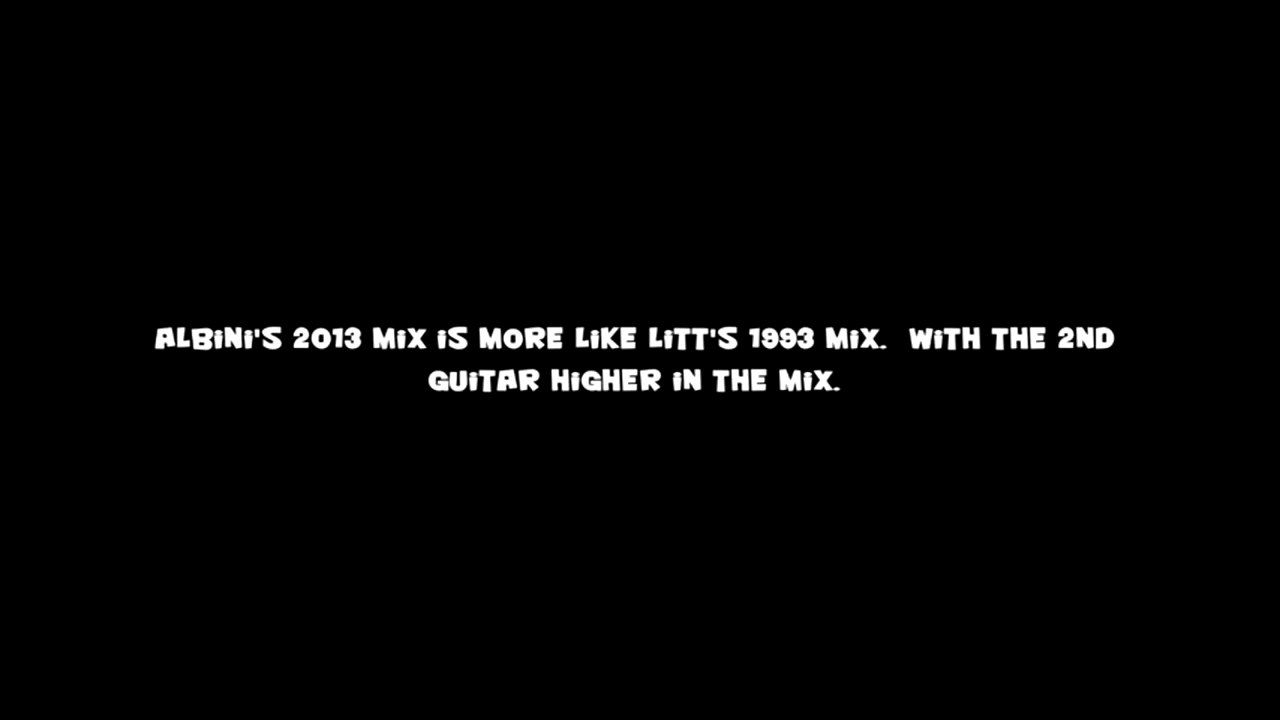 ALBiNi'S 2013 MiX iS MORE LiKE LiTT'S 1993 MiX.  WiTH THE 2ND
GUiTAR HiGHER iN THE MiX.